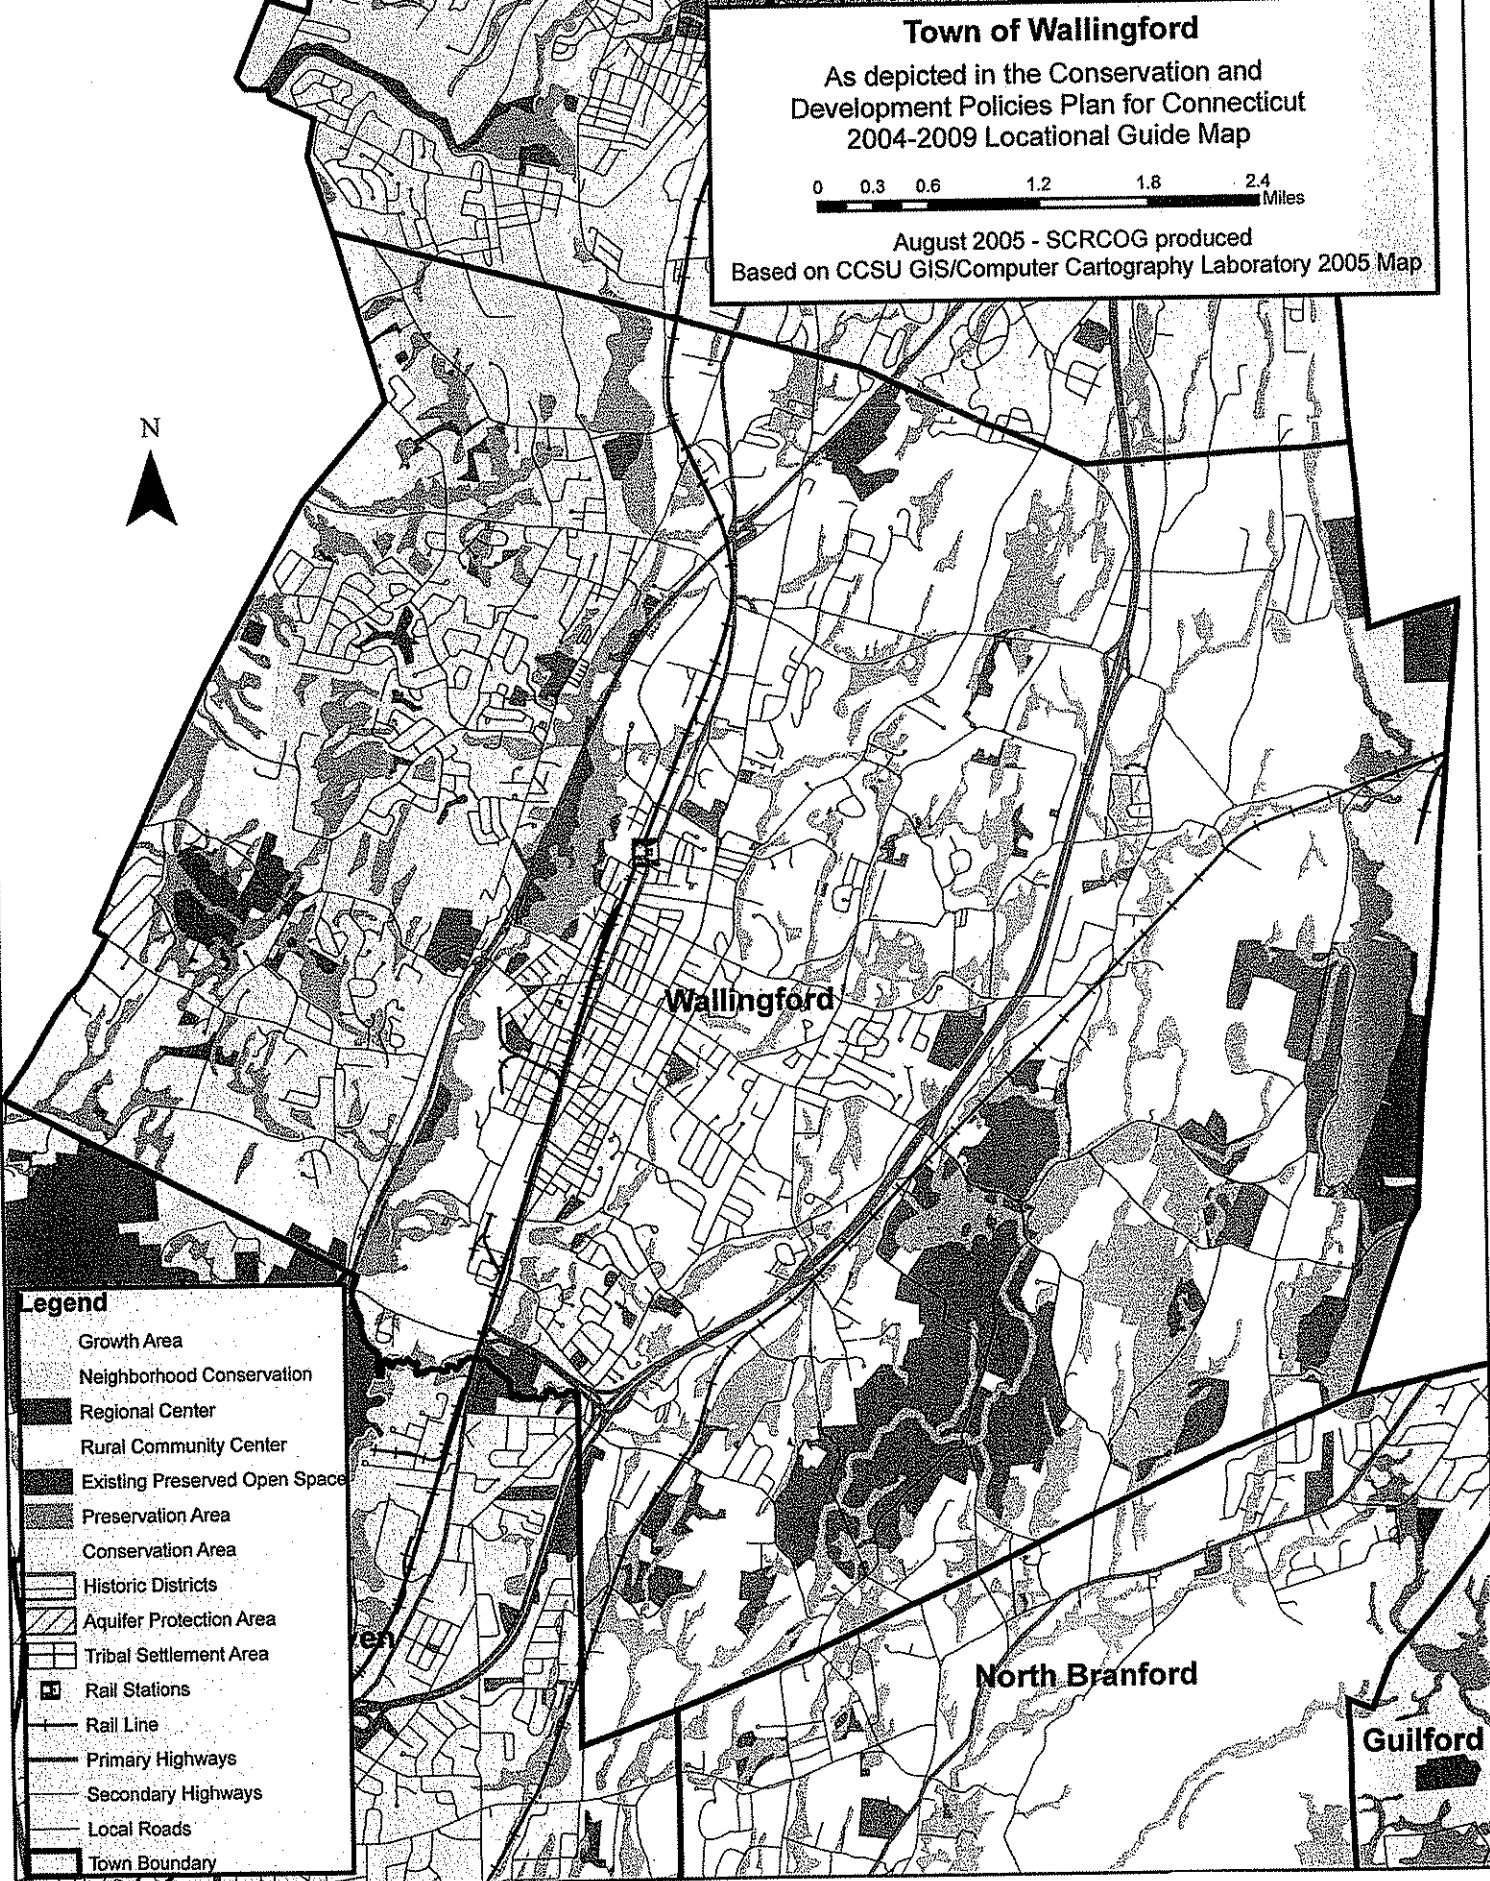 Town of Wallingford
As depicted in the Conservation and
Development Policies Plan for Connecticut
2004-2009 Locational Guide Map
0 0.3 0.6 1.2 1.8 2.4
Miles
August 2005 - SCRCOG produced
Based on CCSU GIS/Computer Cartography Laboratory 2005 Map
N
Wallingford
Legend
Growth Area
Neighborhood Conservation
Regional Center
Rural Community Center
Existing Preserved Open Space
Preservation Area
Conservation Area
Historic Districts
Aquifer Protection Area
Tribal Settlement Area
Rail Stations
Rail Line
Primary Highways
Secondary Highways
Local Roads
Town Boundary
ven
North Branford
Guilford